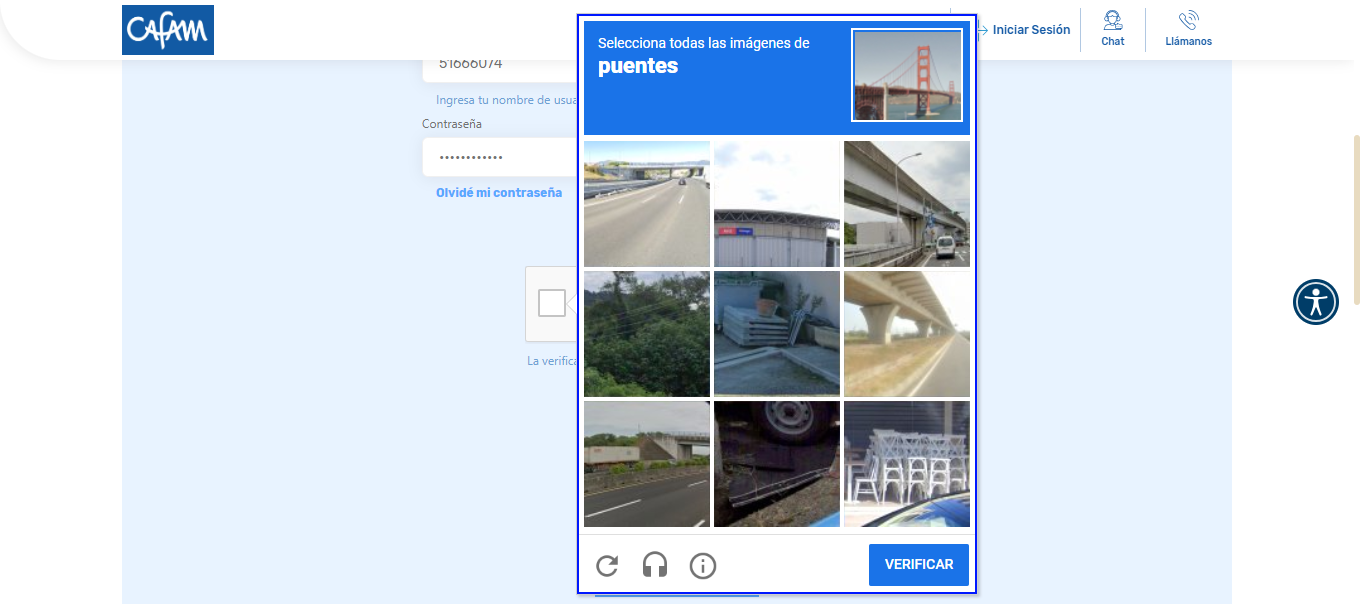 CAFAM
Iniciar Sesión
Chat
Llámanos
51666074
Ingresa tu nombre de usua
Contraseña
Olvidé mi contraseña
La verifica
Selecciona todas las imágenes de
puentes
VERIFICAR